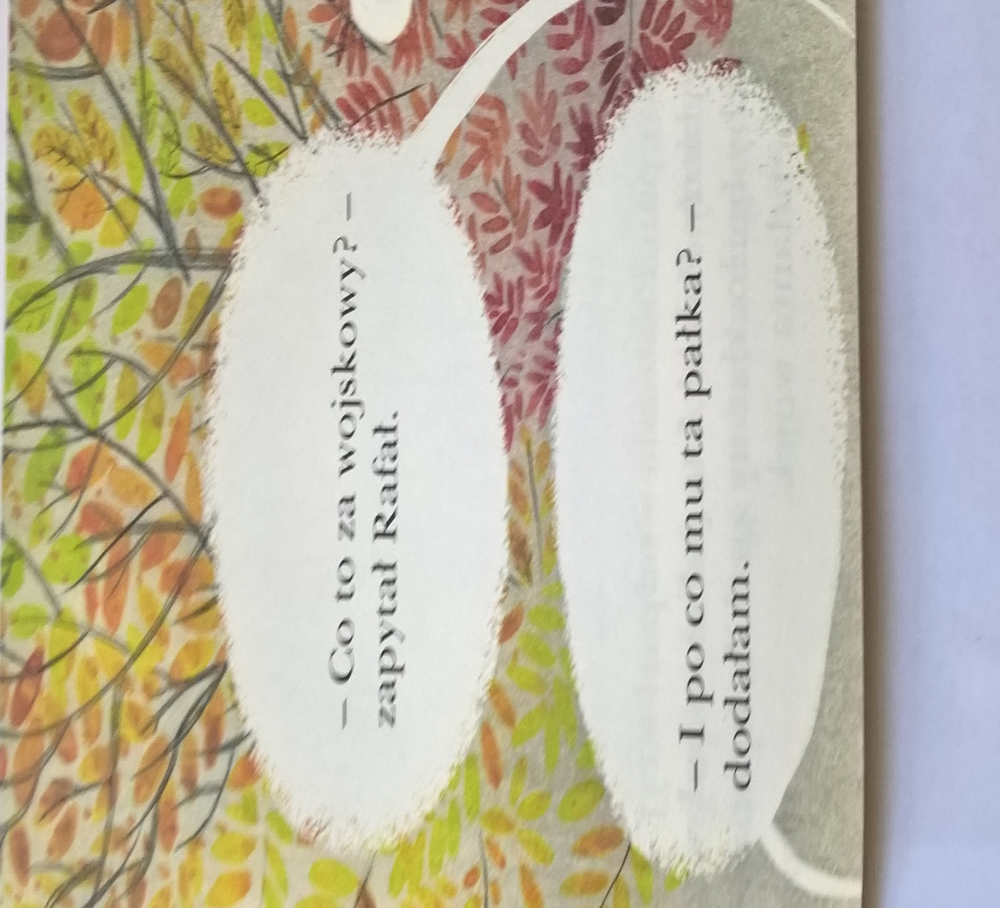 – Co to za wojskowy? –
zapytał Rafał.
– I po co mu ta pałka? –
dodałam.